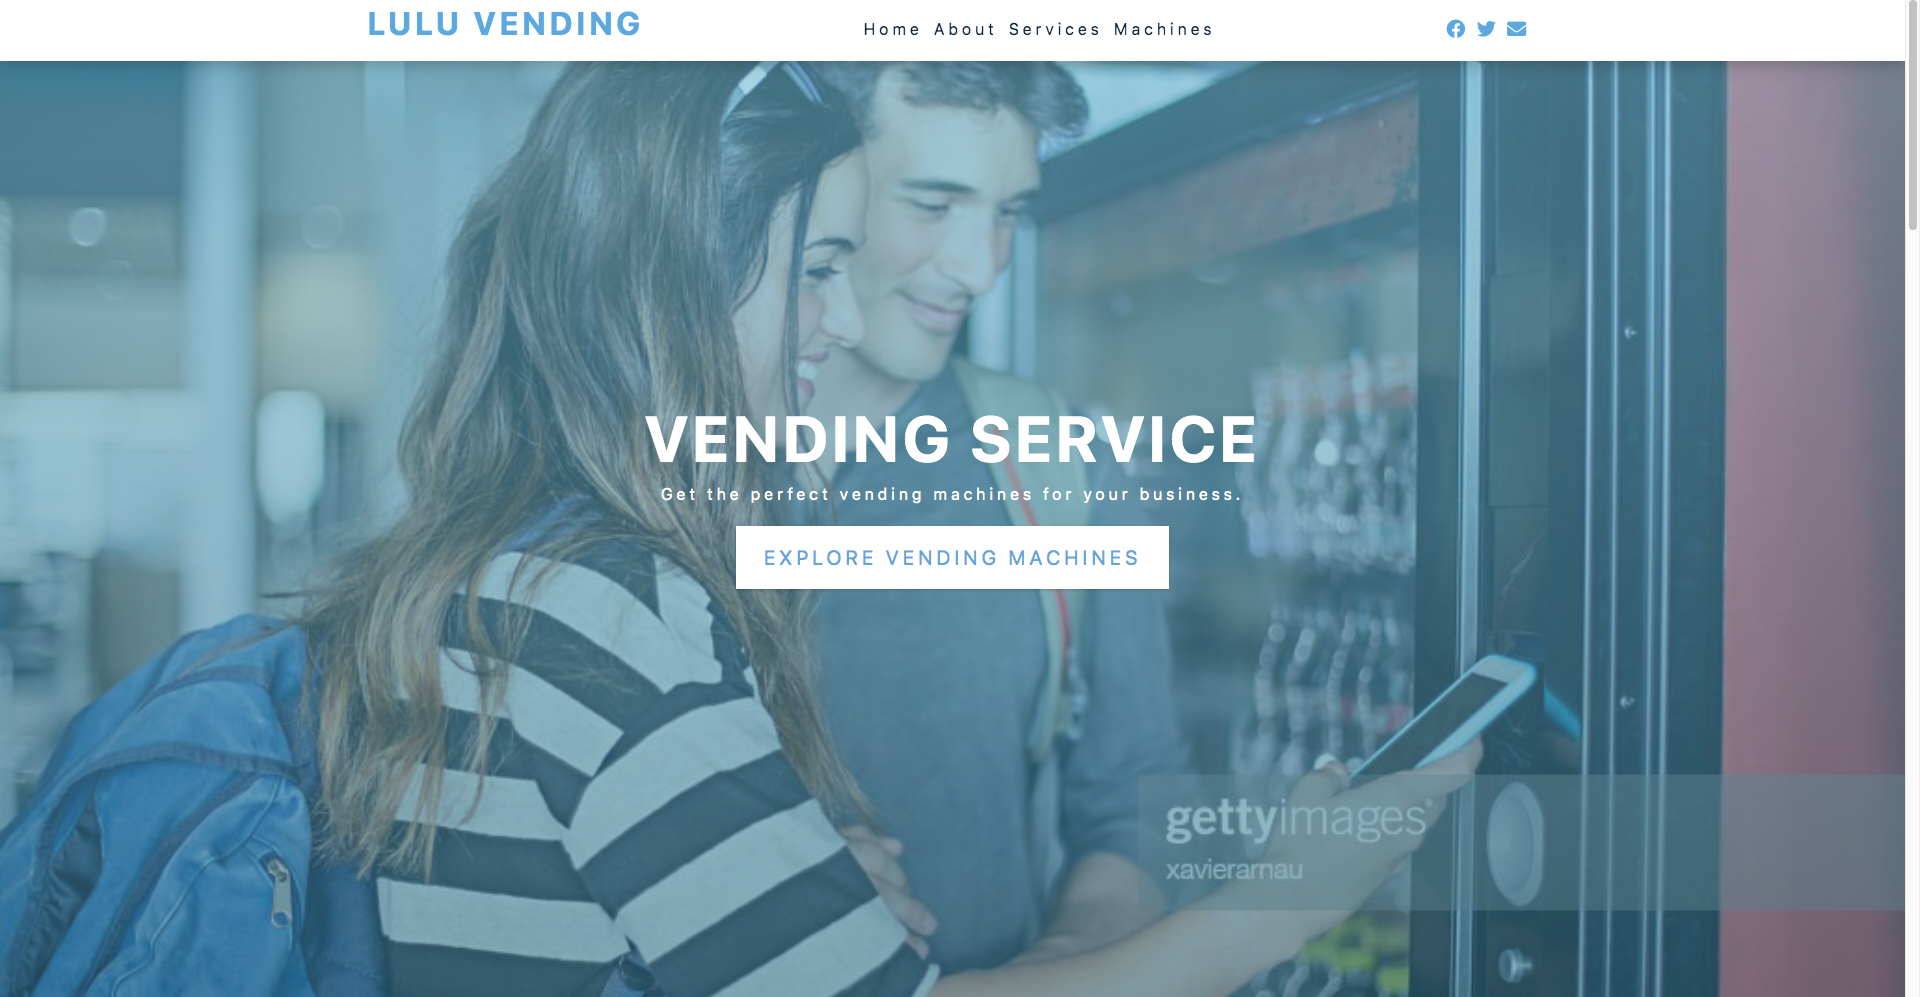 LULU VENDING
Home About Services Machines
VENDING SERVICE
Get the perfect vending machines for your business.
EXPLORE VENDING MACHINES
gettyimages®
xavierarnau